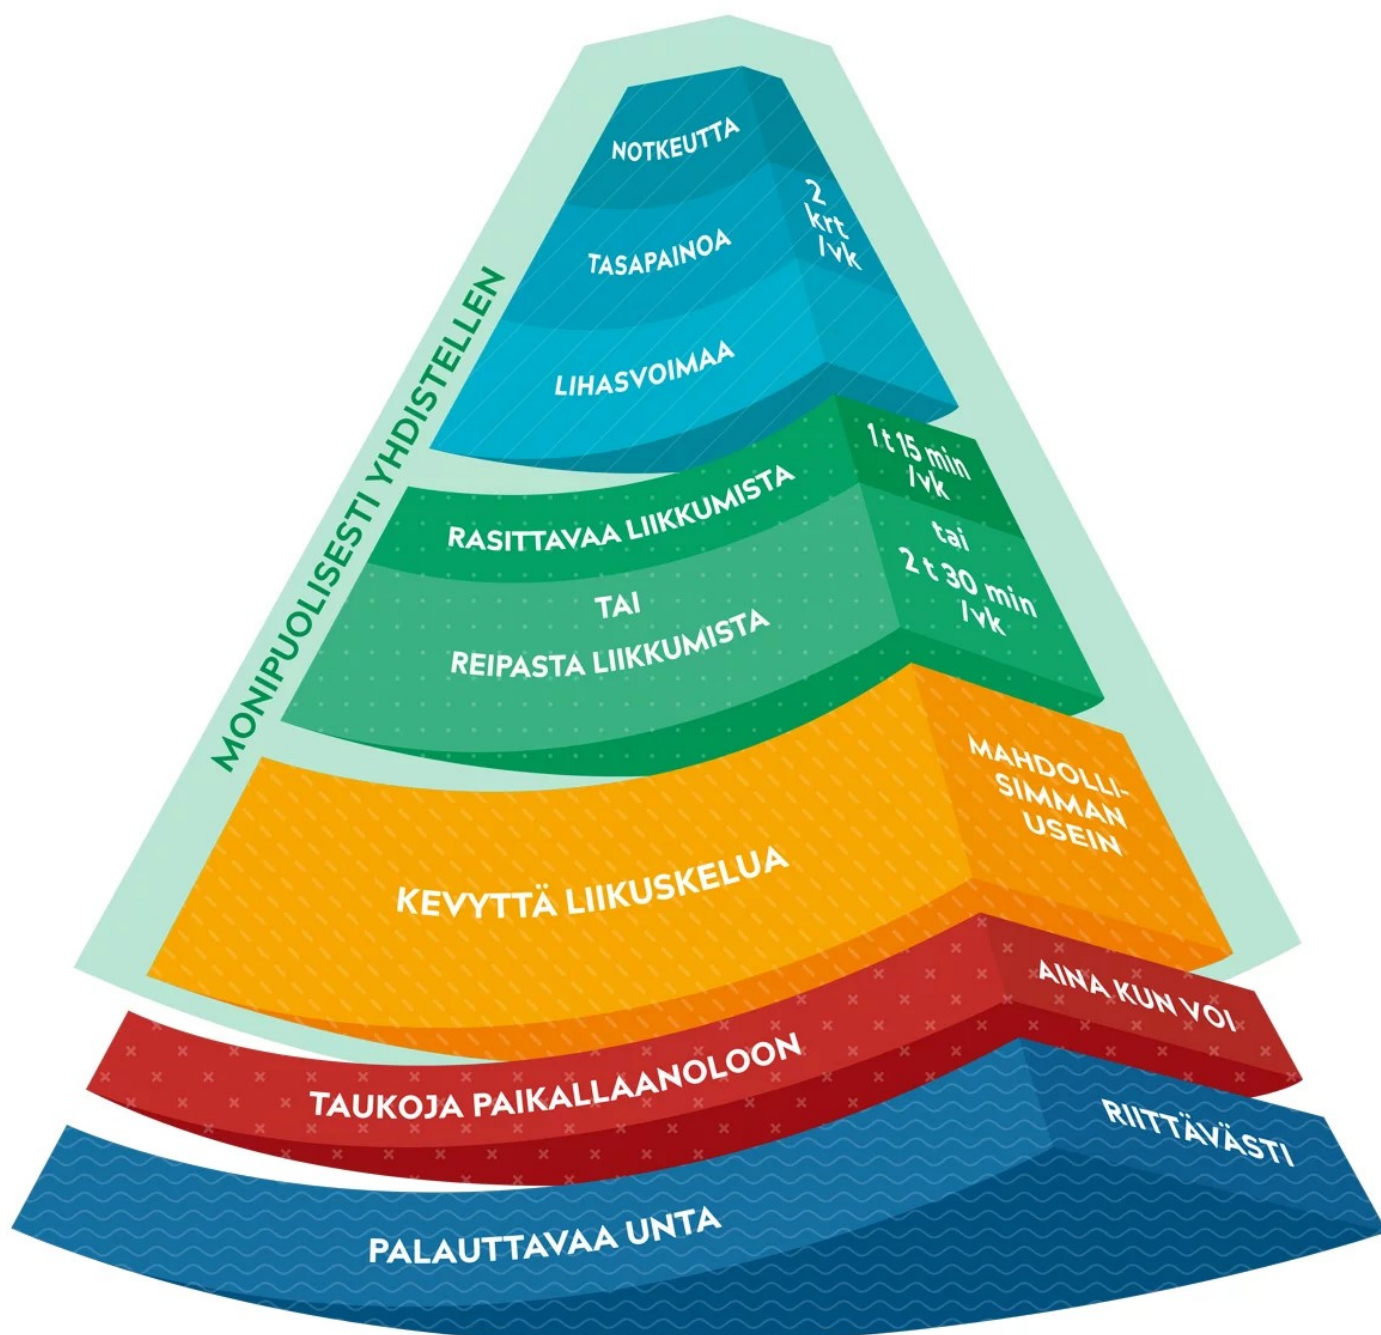 NOTKEUTTA
TASAPAINOA
LIHASVOIMAA
2
krt
/vk
MONIPUOLISESTI YHDISTELLEN
RASITTAVAA LIIKKUMISTA
1 t 15 min
/vk
TAI
REIPASTA LIIKKUMISTA
tai
2 t 30 min
/vk
KEVYTTÄ LIIKUSKELUA
MAHDOLLI-
SIMMAN
USEIN
TAUKOJA PAIKALLAANOLOON
AINA KUN VOI
PALAUTTAVAA UNTA
RIITTÄVÄSTI